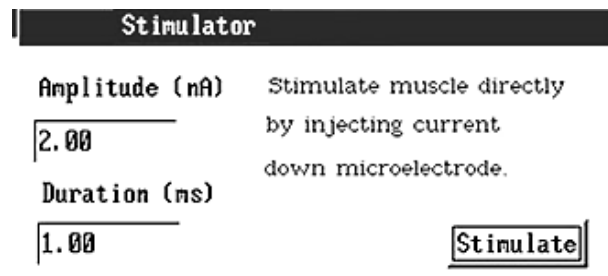 Stimulator
Amplitude (nA)
2.00
Duration (ms)
1.00
Stimulate muscle directly
by injecting current
down microelectrode.
Stimulate